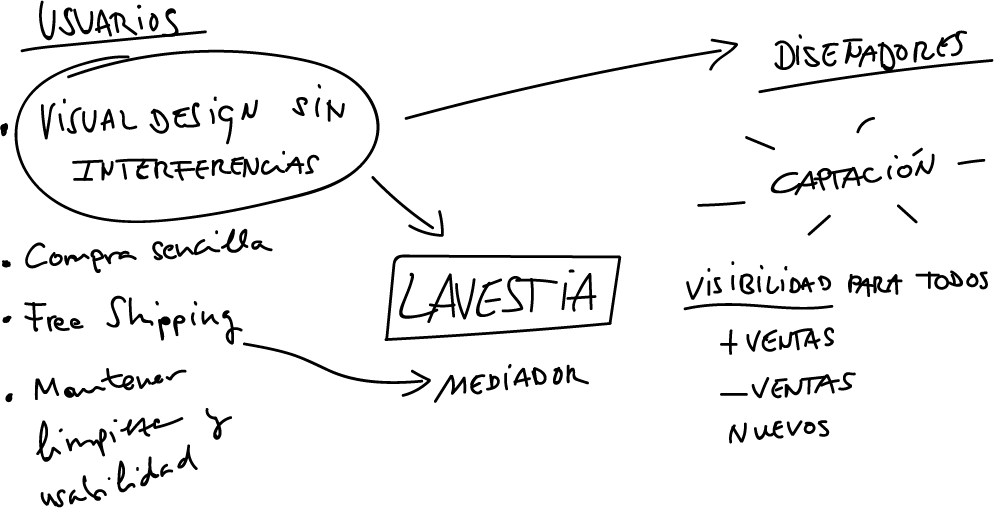 USUARIOS
• VISUAL DESIGN SIN
INTERFERENCIAS
• Compra sencilla
• Free Shipping
• Mantener
limpieza y
usabilidad
LAVESTIA
MEDIADOR
DISEÑADORES
CAPTACIÓN
VISIBILIDAD PARA TODOS
+ VENTAS
- VENTAS
NUEVOS